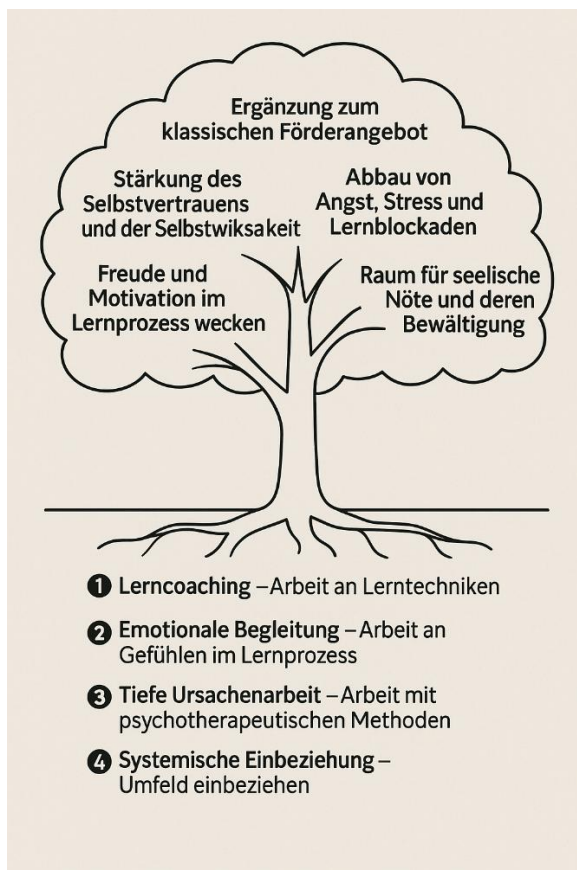 Ergänzung zum
klassischen Förderangebot
Stärkung des
Selbstvertrauens
und der Selbstwiksakeit
Abbau von
Angst, Stress und
Lernblockaden
Freude und
Motivation im
Lernprozess wecken
Raum für seelische
Nöte und deren
Bewältigung
1 Lerncoaching – Arbeit an Lerntechniken
2 Emotionale Begleitung – Arbeit an
Gefühlen im Lernprozess
3 Tiefe Ursachenarbeit – Arbeit mit
psychotherapeutischen Methoden
4 Systemische Einbeziehung –
Umfeld einbeziehen